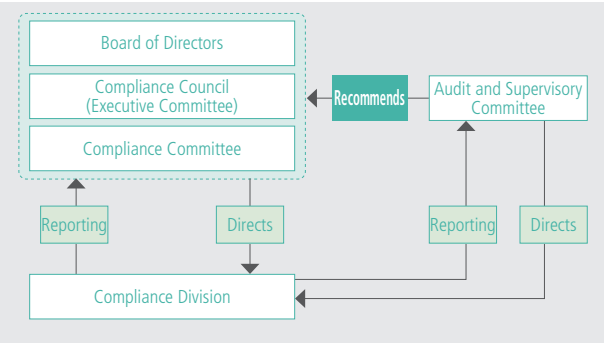 Board of Directors
Compliance Council
(Executive Committee)
Recommends
Audit and Supervisory
Committee
Compliance Committee
Reporting
Directs
Reporting
Directs
Compliance Division